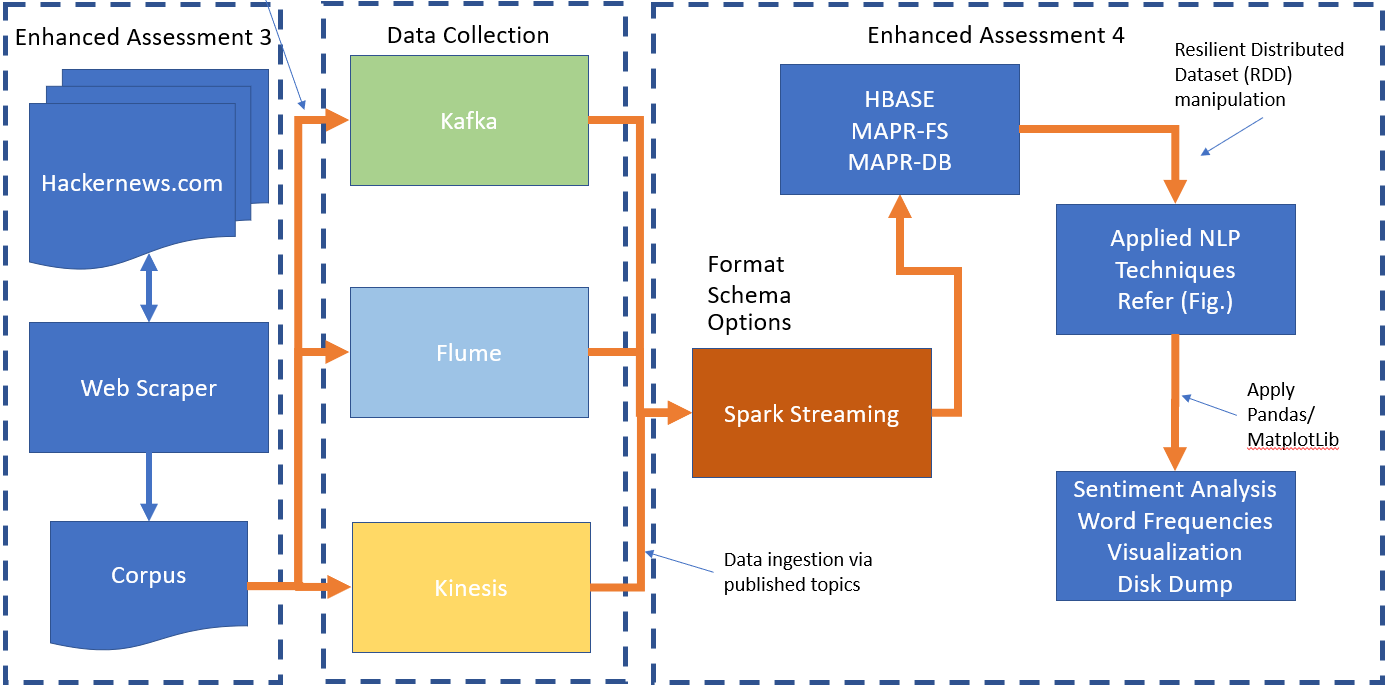 Enhanced Assessment 3
Hackernews.com
Web Scraper
Corpus
Data Collection
Kafka
Flume
Kinesis
Enhanced Assessment 4
Format
Schema
Options
Spark Streaming
Data ingestion via
published topics
HBASE
MAPR-FS
MAPR-DB
Resilient Distributed
Dataset (RDD)
manipulation
Applied NLP
Techniques
Refer (Fig.)
Apply
Pandas/
MatplotLib
Sentiment Analysis
Word Frequencies
Visualization
Disk Dump